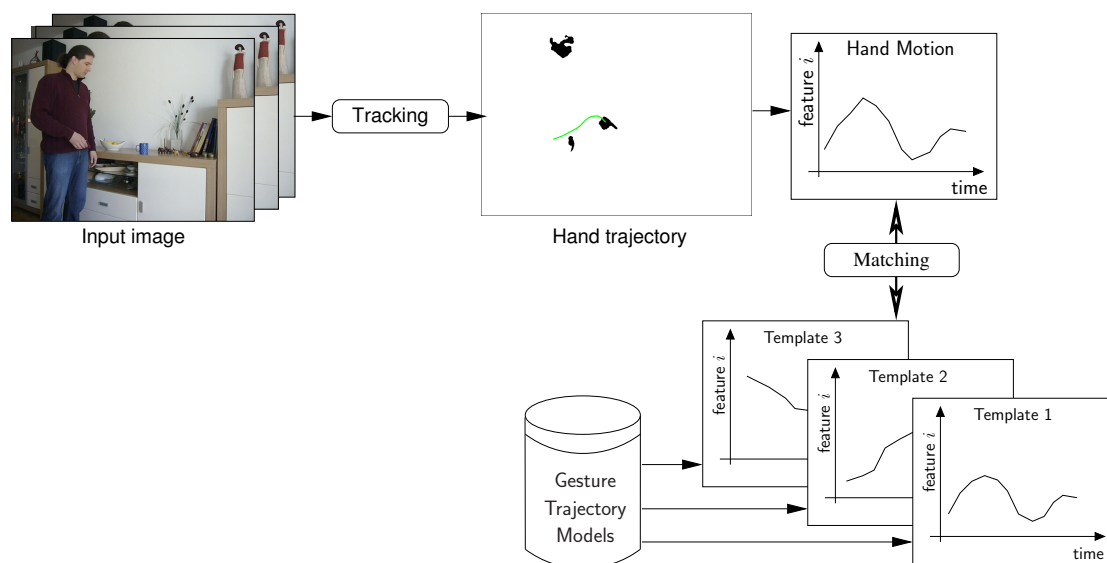 Input image
Tracking
Hand trajectory
Hand Motion
feature i
time
Matching
Template 3
feature i
Template 2
feature i
Template 1
feature i
time
Gesture
Trajectory
Models